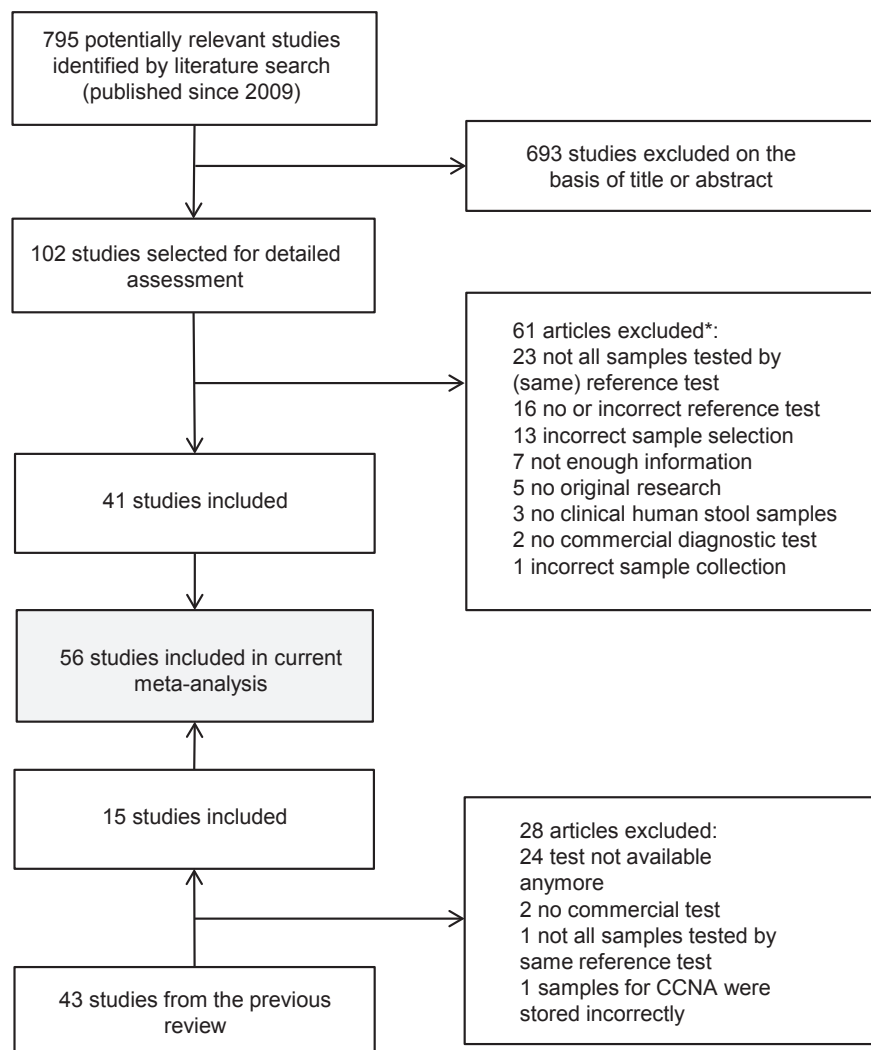 795 potentially relevant studies
identified by literature search
(published since 2009)
693 studies excluded on the
basis of title or abstract
102 studies selected for detailed
assessment
61 articles excluded*:
23 not all samples tested by
(same) reference test
16 no or incorrect reference test
13 incorrect sample selection
7 not enough information
5 no original research
3 no clinical human stool samples
2 no commercial diagnostic test
1 incorrect sample collection
41 studies included
56 studies included in current
meta-analysis
15 studies included
28 articles excluded:
24 test not available
anymore
2 no commercial test
1 not all samples tested by
same reference test
1 samples for CCNA were
stored incorrectly
43 studies from the previous
review